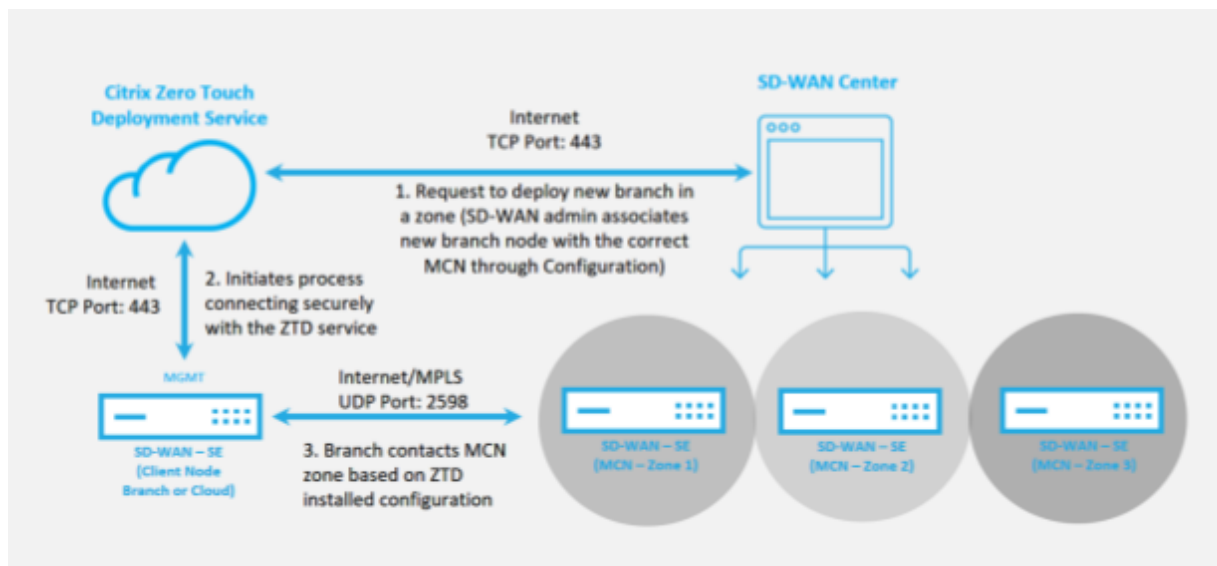 Citrix Zero Touch
Deployment Service
SD-WAN Center
Internet
TCP Port: 443
1. Request to deploy new branch in
a zone (SD-WAN admin associates
new branch node with the correct
MCN through Configuration)
Internet
TCP Port: 443
2. Initiates process
connecting securely
with the ZTD service
MGMT
SD-WAN – SE
(Client Node
Branch or Cloud)
Internet/MPLS
UDP Port: 2598
3. Branch contacts MCN
zone based on ZTD
installed configuration
SD-WAN – SE
(MCN – Zone 1)
SD-WAN – SE
(MCN – Zone 2)
SD-WAN – SE
(MCN – Zone 3)